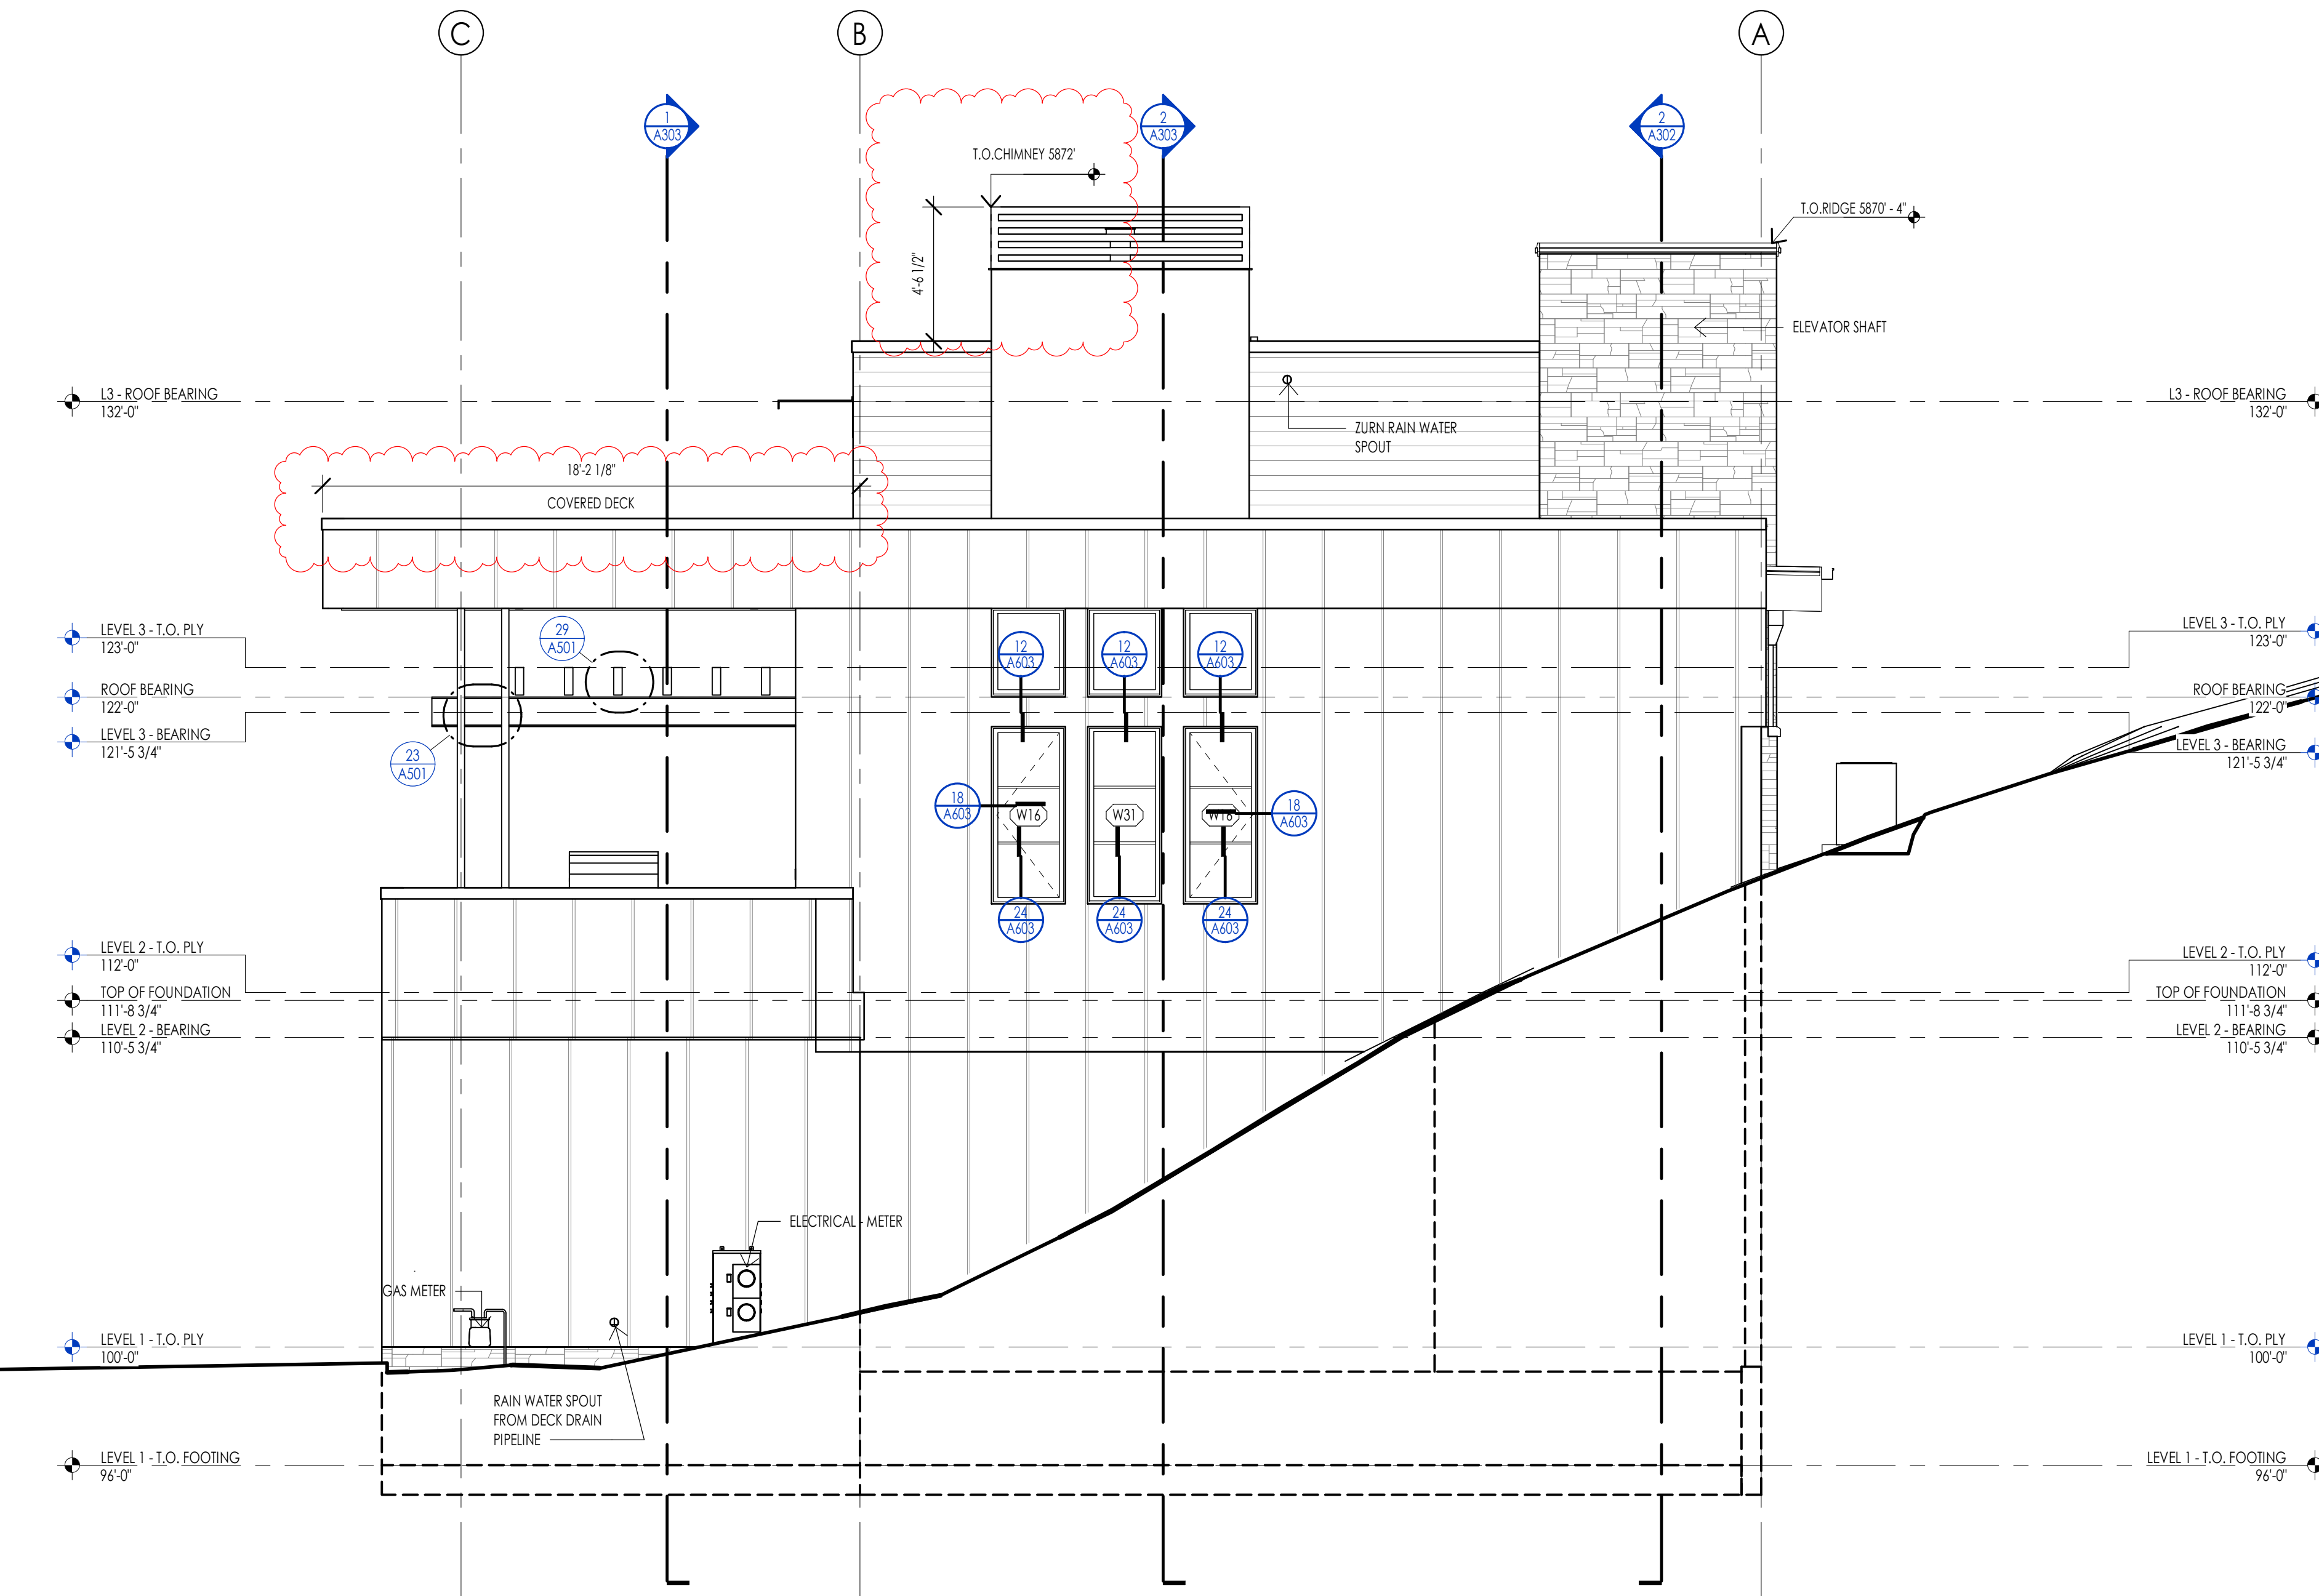 C
B
A
1
A303
2
A303
2
A302
T.O.CHIMNEY 5872'
T.O.RIDGE 5870' - 4"
4'-6 1/2"
ELEVATOR SHAFT
L3 - ROOF BEARING
132'-0"
L3 - ROOF BEARING
132'-0"
ZURN RAIN WATER
SPOUT
18'-2 1/8"
COVERED DECK
LEVEL 3 - T.O. PLY
123'-0"
29
A501
12
A603
12
A603
12
A603
LEVEL 3 - T.O. PLY
123'-0"
ROOF BEARING
122'-0"
ROOF BEARING
122'-0"
LEVEL 3 - BEARING
121'-5 3/4"
LEVEL 3 - BEARING
121'-5 3/4"
23
A501
18
A603
W16
W31
W16
18
A603
24
A603
24
A603
24
A603
LEVEL 2 - T.O. PLY
112'-0"
LEVEL 2 - T.O. PLY
112'-0"
TOP OF FOUNDATION
111'-8 3/4"
TOP OF FOUNDATION
111'-8 3/4"
LEVEL 2 - BEARING
110'-5 3/4"
LEVEL 2 - BEARING
110'-5 3/4"
ELECTRICAL - METER
GAS METER
LEVEL 1 - T.O. PLY
100'-0"
LEVEL 1 - T.O. PLY
100'-0"
RAIN WATER SPOUT
FROM DECK DRAIN
PIPELINE
LEVEL 1 - T.O. FOOTING
96'-0"
LEVEL 1 - T.O. FOOTING
96'-0"